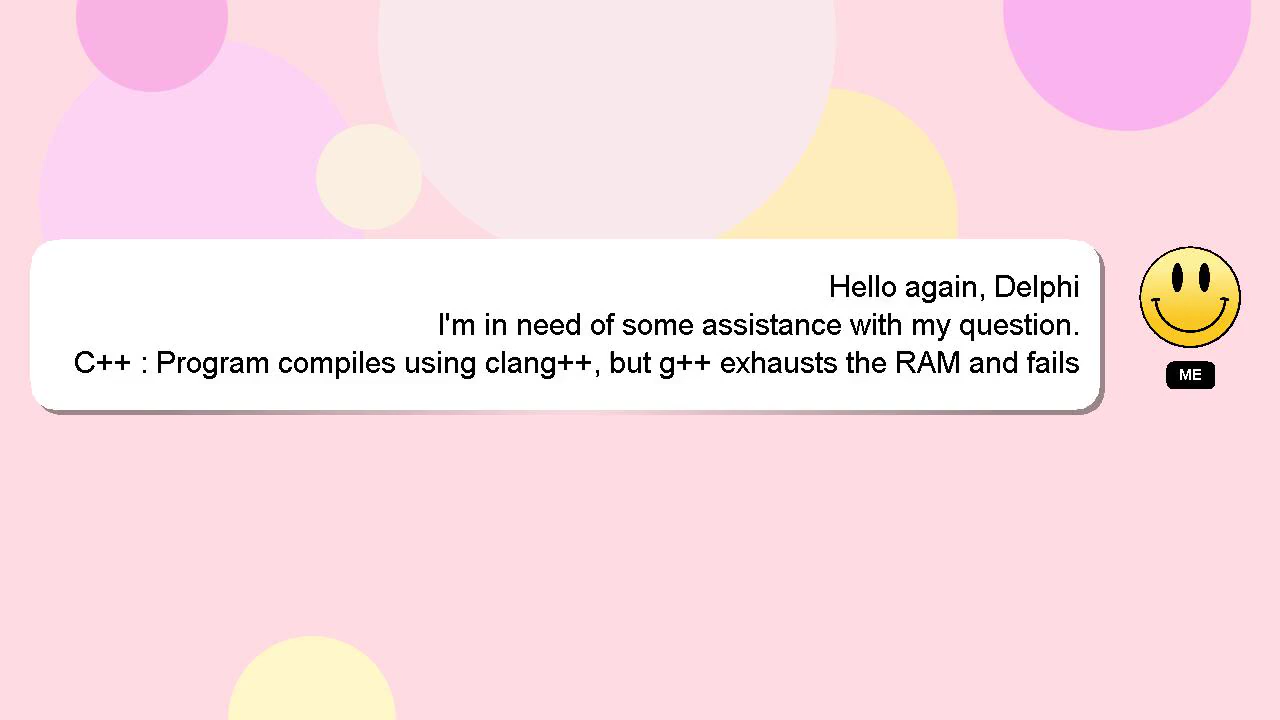 Hello again, Delphi
I'm in need of some assistance with my question.
C++ : Program compiles using clang++, but g++ exhausts the RAM and fails
ME